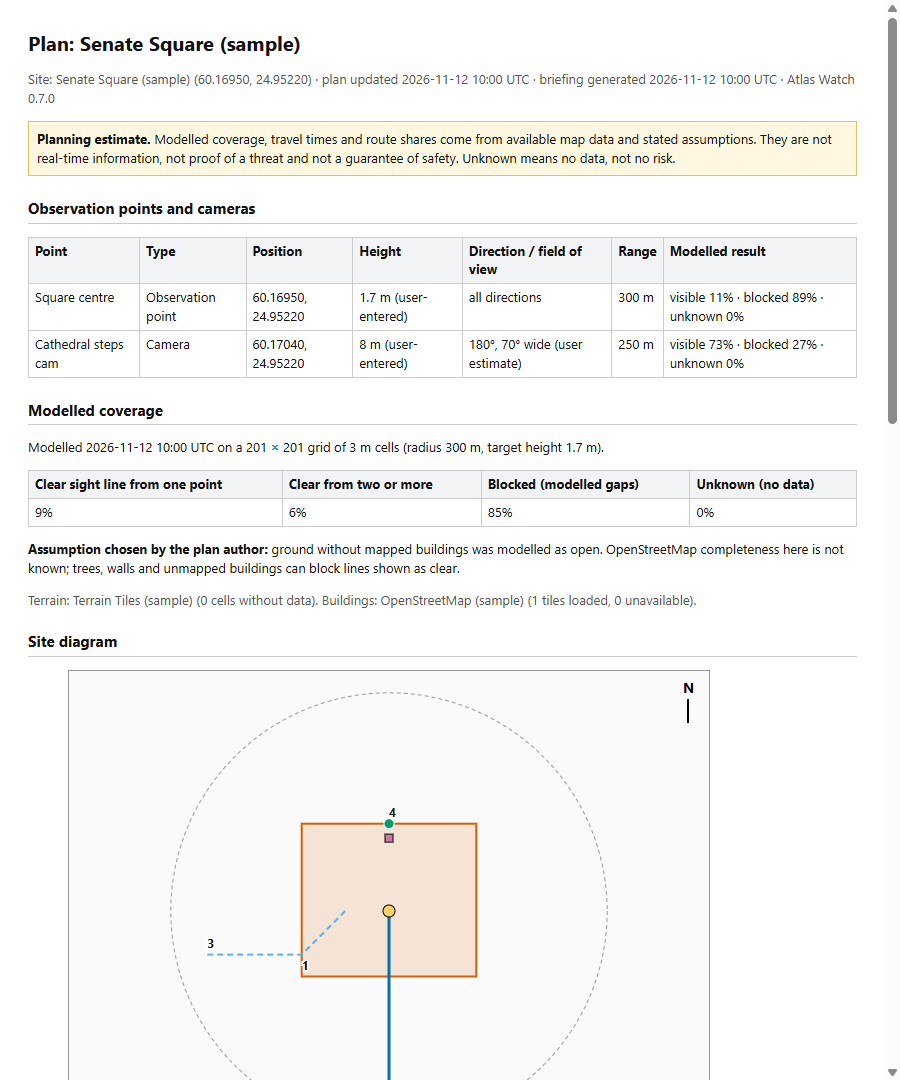 Plan: Senate Square (sample)
Site: Senate Square (sample) (60.16950, 24.95220) · plan updated 2026-11-12 10:00 UTC · briefing generated 2026-11-12 10:00 UTC · Atlas Watch
0.7.0
Planning estimate. Modelled coverage, travel times and route shares come from available map data and stated assumptions. They are not
real-time information, not proof of a threat and not a guarantee of safety. Unknown means no data, not no risk.
Observation points and cameras
Point Type Position Height Direction / field of view Range Modelled result
Square centre Observation point 60.16950, 24.95220 1.7 m (user-entered) all directions 300 m visible 11% · blocked 89% · unknown 0%
Cathedral steps cam Camera 60.17040, 24.95220 8 m (user-entered) 180°, 70° wide (user estimate) 250 m visible 73% · blocked 27% · unknown 0%
Modelled coverage
Modelled 2026-11-12 10:00 UTC on a 201 × 201 grid of 3 m cells (radius 300 m, target height 1.7 m).
Clear sight line from one point Clear from two or more Blocked (modelled gaps) Unknown (no data)
9% 6% 85% 0%
Assumption chosen by the plan author: ground without mapped buildings was modelled as open. OpenStreetMap completeness here is not
known; trees, walls and unmapped buildings can block lines shown as clear.
Terrain: Terrain Tiles (sample) (0 cells without data). Buildings: OpenStreetMap (sample) (1 tiles loaded, 0 unavailable).
Site diagram
N
4
3
1